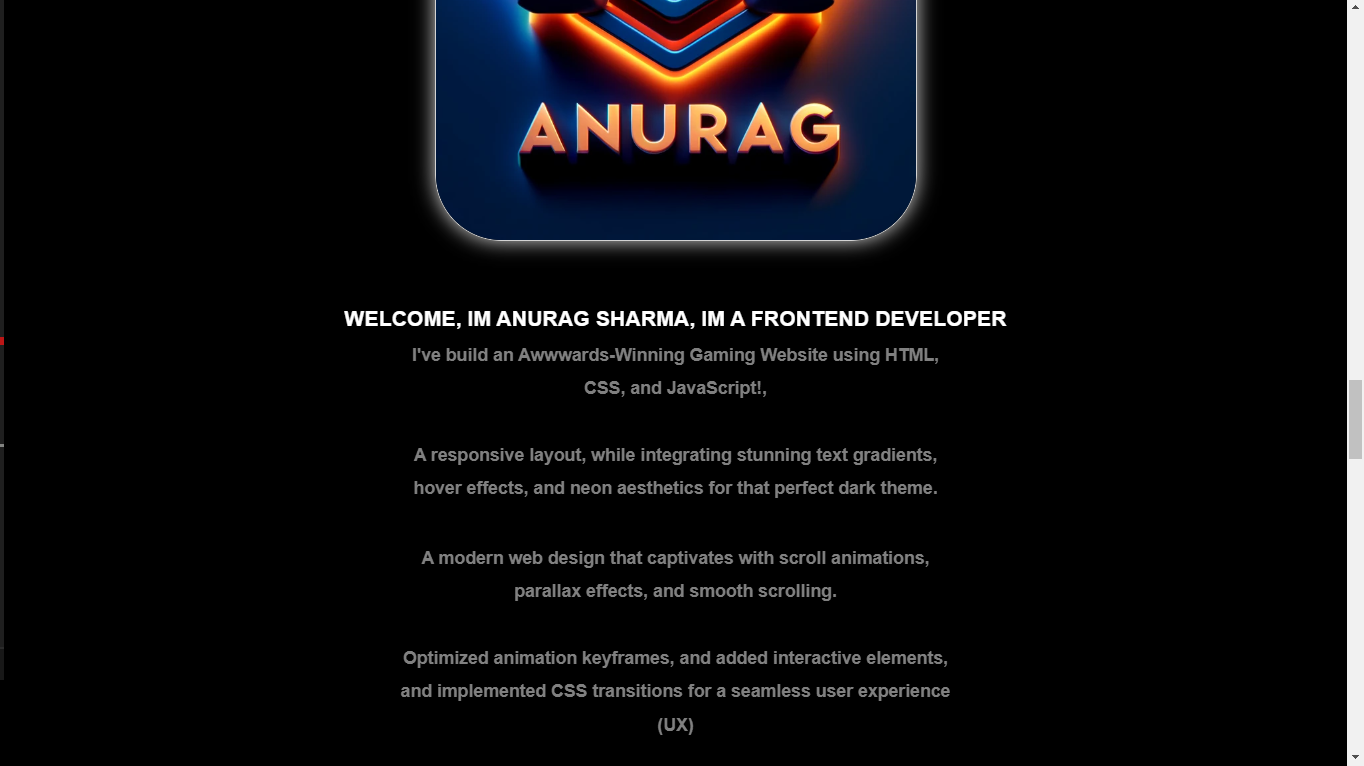 ANURAG
WELCOME, IM ANURAG SHARMA, IM A FRONTEND DEVELOPER
I've build an Awwwards-Winning Gaming Website using HTML,
CSS, and JavaScript!,
A responsive layout, while integrating stunning text gradients,
hover effects, and neon aesthetics for that perfect dark theme.
A modern web design that captivates with scroll animations,
parallax effects, and smooth scrolling.
Optimized animation keyframes, and added interactive elements,
and implemented CSS transitions for a seamless user experience
(UX)